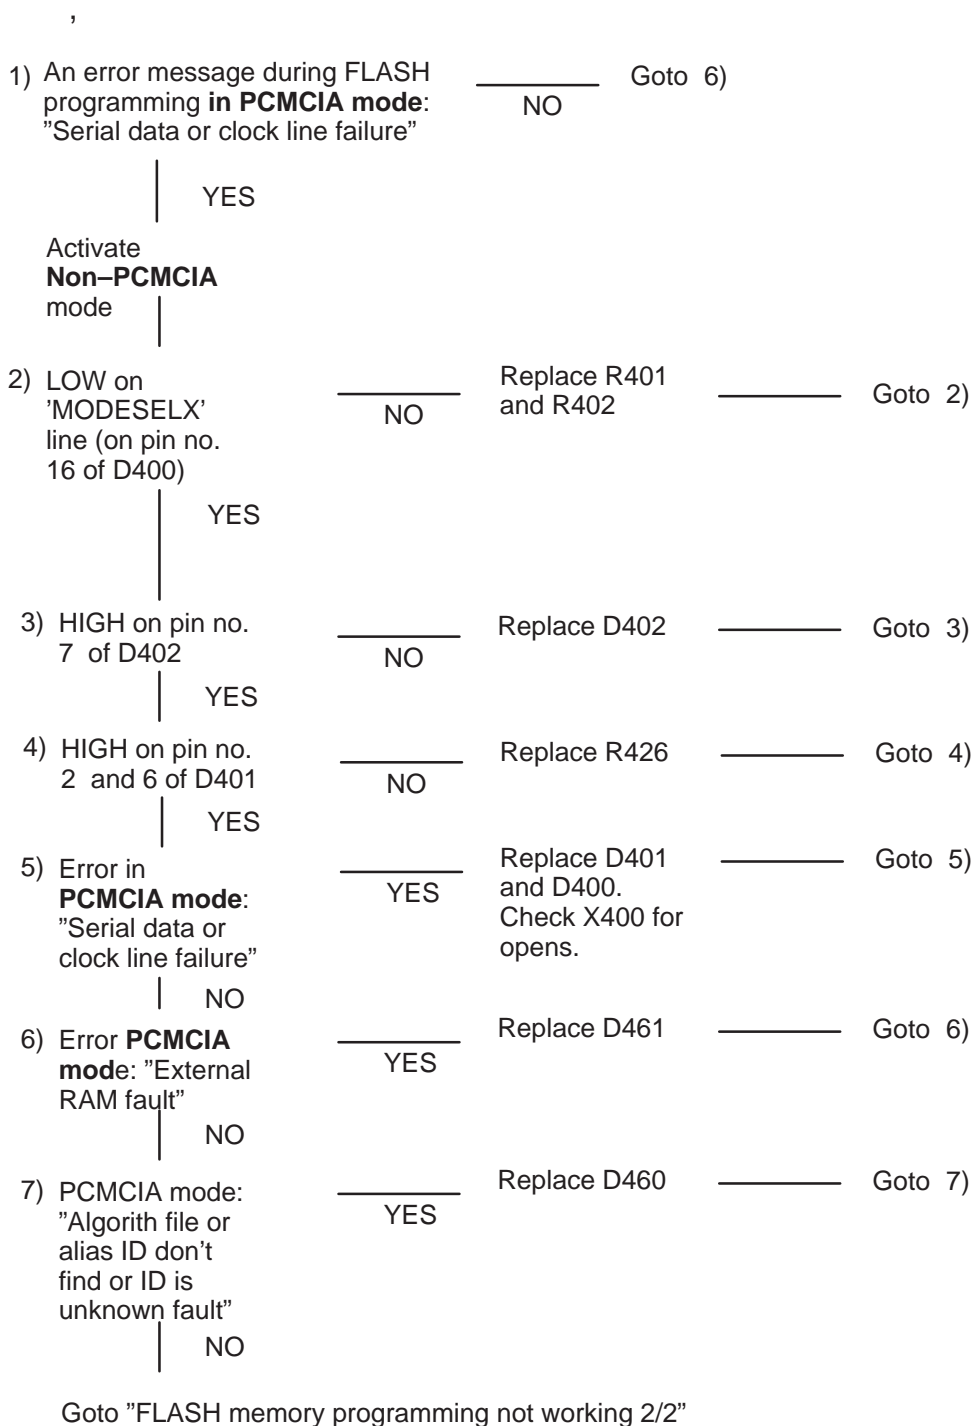 ,
1) An error message during FLASH
programming in PCMCIA mode:
”Serial data or clock line failure”
NO
Goto 6)
YES
Activate
Non–PCMCIA
mode
2) LOW on
’MODESELX’
line (on pin no.
16 of D400)
NO
Replace R401
and R402
Goto 2)
YES
3) HIGH on pin no.
7 of D402
NO
Replace D402
Goto 3)
YES
4) HIGH on pin no.
2 and 6 of D401
NO
Replace R426
Goto 4)
YES
5) Error in
PCMCIA mode:
”Serial data or
clock line failure”
YES
Replace D401
and D400.
Check X400 for
opens.
Goto 5)
NO
6) Error PCMCIA
mode: ”External
RAM fault”
YES
Replace D461
Goto 6)
NO
7) PCMCIA mode:
”Algorith file or
alias ID don’t
find or ID is
unknown fault”
YES
Replace D460
Goto 7)
NO
Goto ”FLASH memory programming not working 2/2”